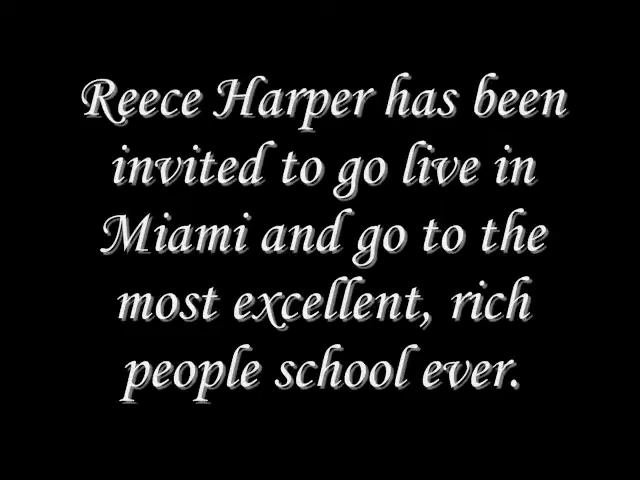 Reece Harper has been
invited to go live in
Miami and go to the
most excellent, rich
people school ever.